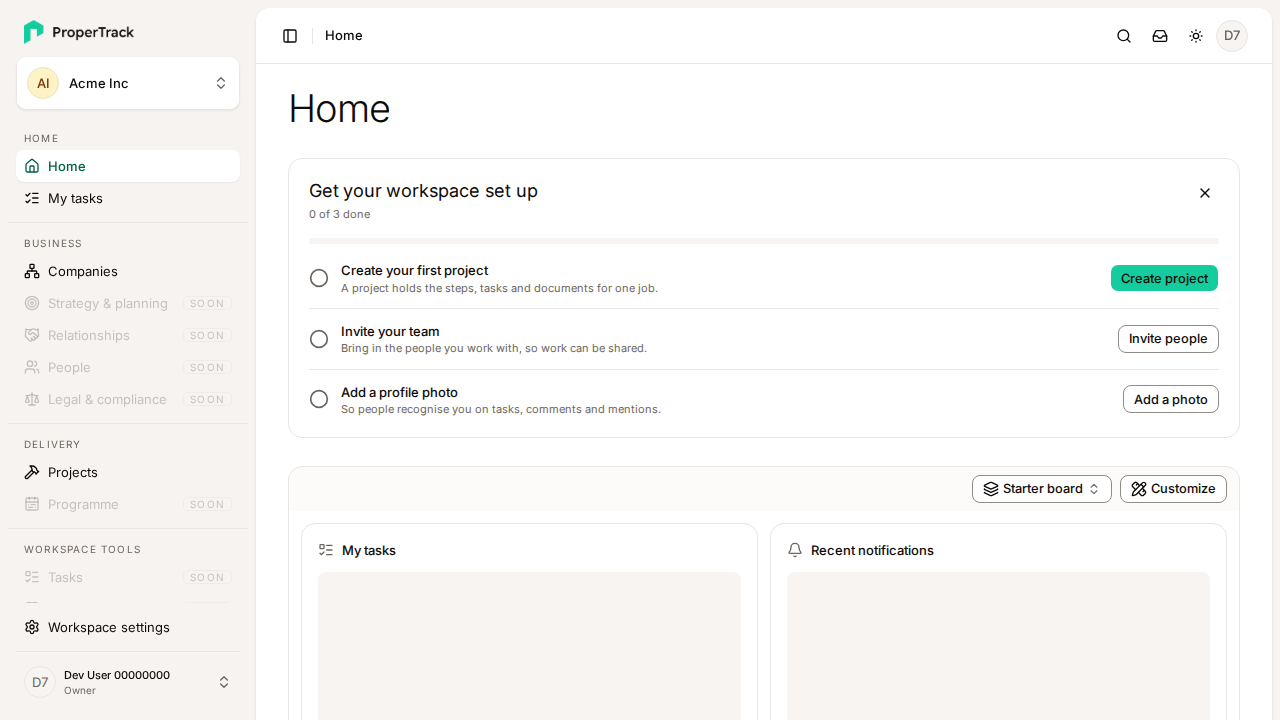 ProperTrack
AI
Acme Inc
HOME
Home
My tasks
BUSINESS
Companies
Strategy & planning SOON
Relationships SOON
People SOON
Legal & compliance SOON
DELIVERY
Projects
Programme SOON
WORKSPACE TOOLS
Tasks SOON
Workspace settings
D7
Dev User 00000000
Owner
Home
D7
Home
Get your workspace set up
0 of 3 done
Create your first project
A project holds the steps, tasks and documents for one job.
Create project
Invite your team
Bring in the people you work with, so work can be shared.
Invite people
Add a profile photo
So people recognise you on tasks, comments and mentions.
Add a photo
Starter board
Customize
My tasks
Recent notifications